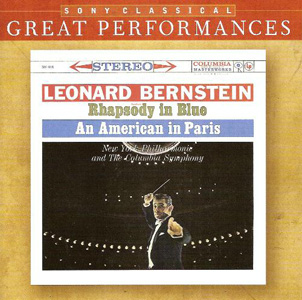 SONY CLASSICAL
GREAT PERFORMANCES
STEREO
COLUMBIA
MASTERWORKS
LEONARD BERNSTEIN
Rhapsody in Blue
An American in Paris
New York Philharmonic
and The Columbia Symphony